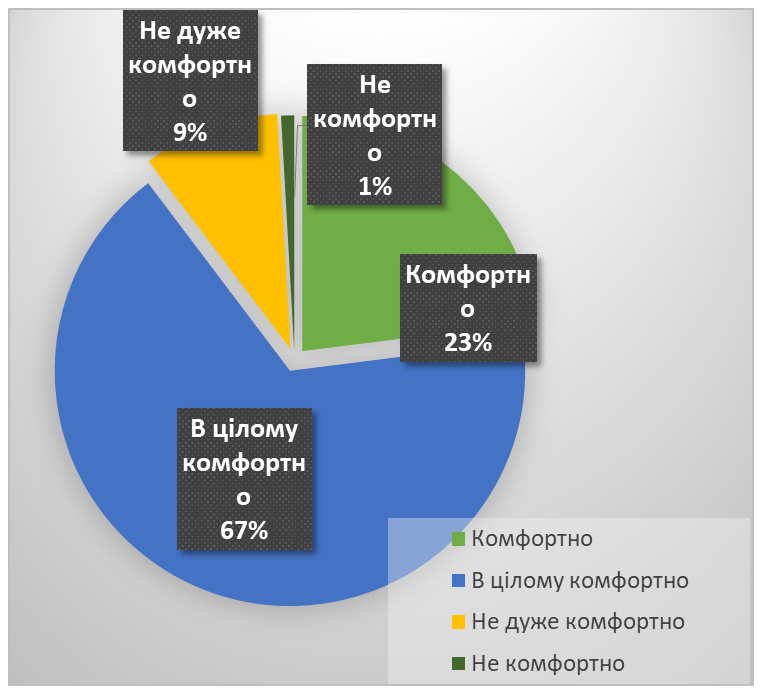 Не дуже
комфортн
о
9%
Не
комфортн
о
1%
Комфортн
о
23%
В цілому
комфортн
о
67%
Комфортно
В цілому комфортно
Не дуже комфортно
Не комфортно